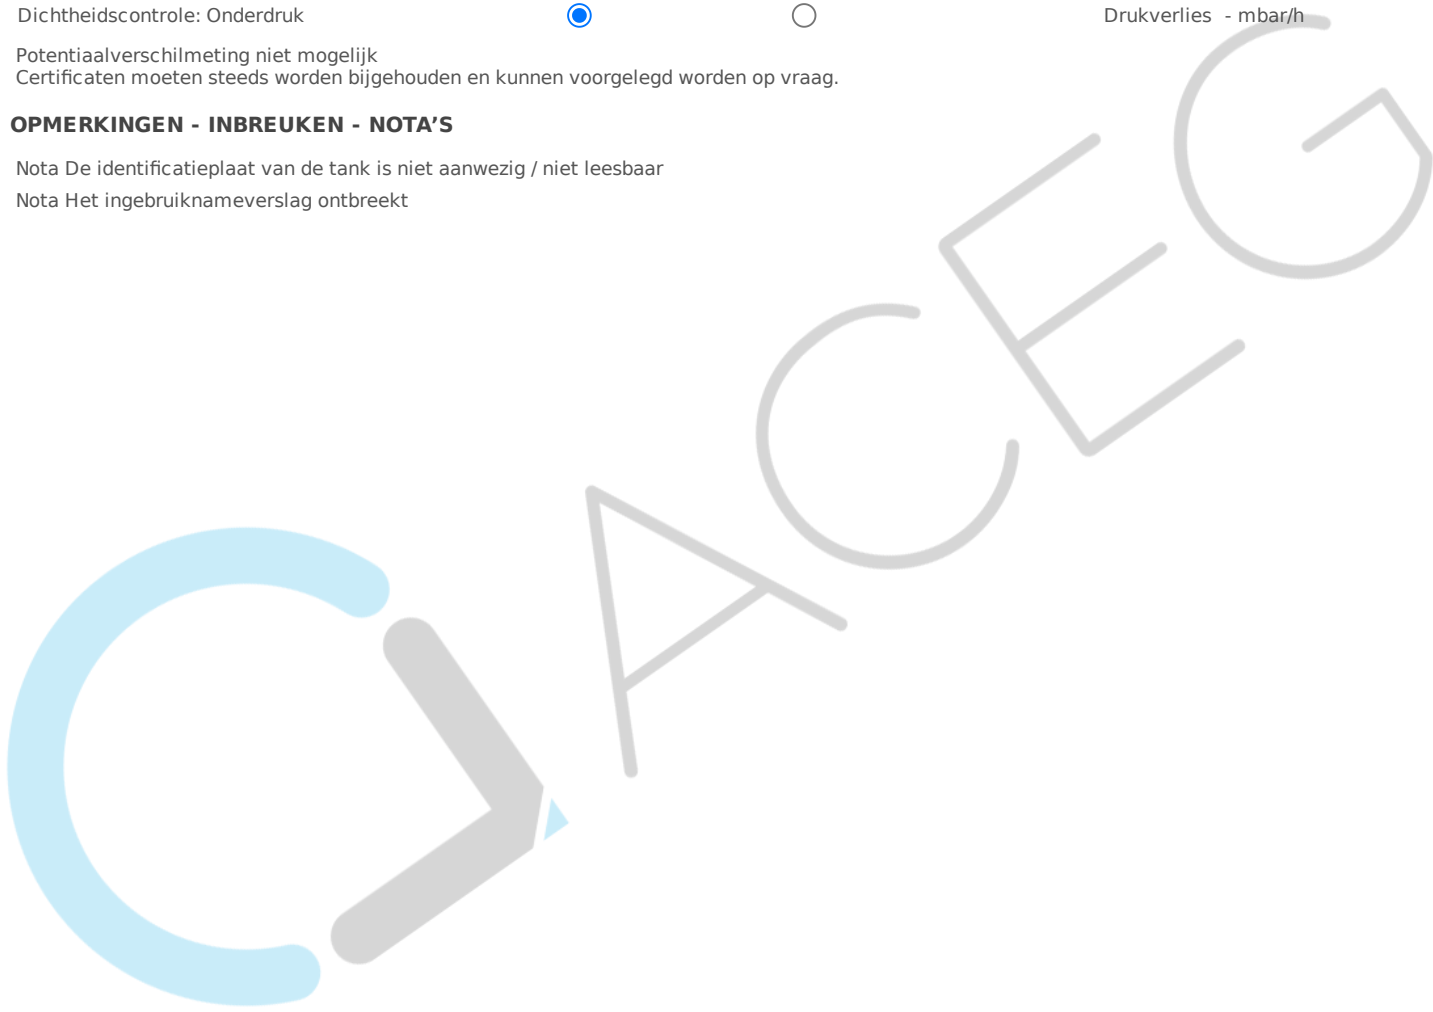 Dichtheidscontrole: Onderdruk Drukverlies - mbar/h
Potentiaalverschilmeting niet mogelijk
Certificaten moeten steeds worden bijgehouden en kunnen voorgelegd worden op vraag.
OPMERKINGEN - INBREUKEN - NOTA’S
Nota De identificatieplaat van de tank is niet aanwezig / niet leesbaar
Nota Het ingebruiknameverslag ontbreekt
ACEG